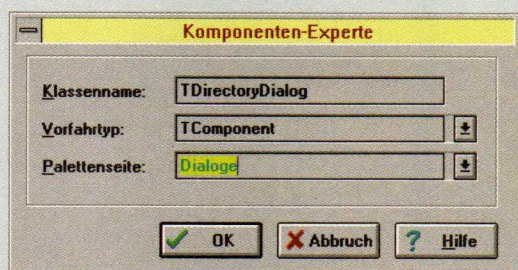 Komponenten-Experte
Klassenname: TDirectoryDialog
Vorfahrtyp: TComponent
Palettenseite: Dialoge
OK Abbruch ? Hilfe